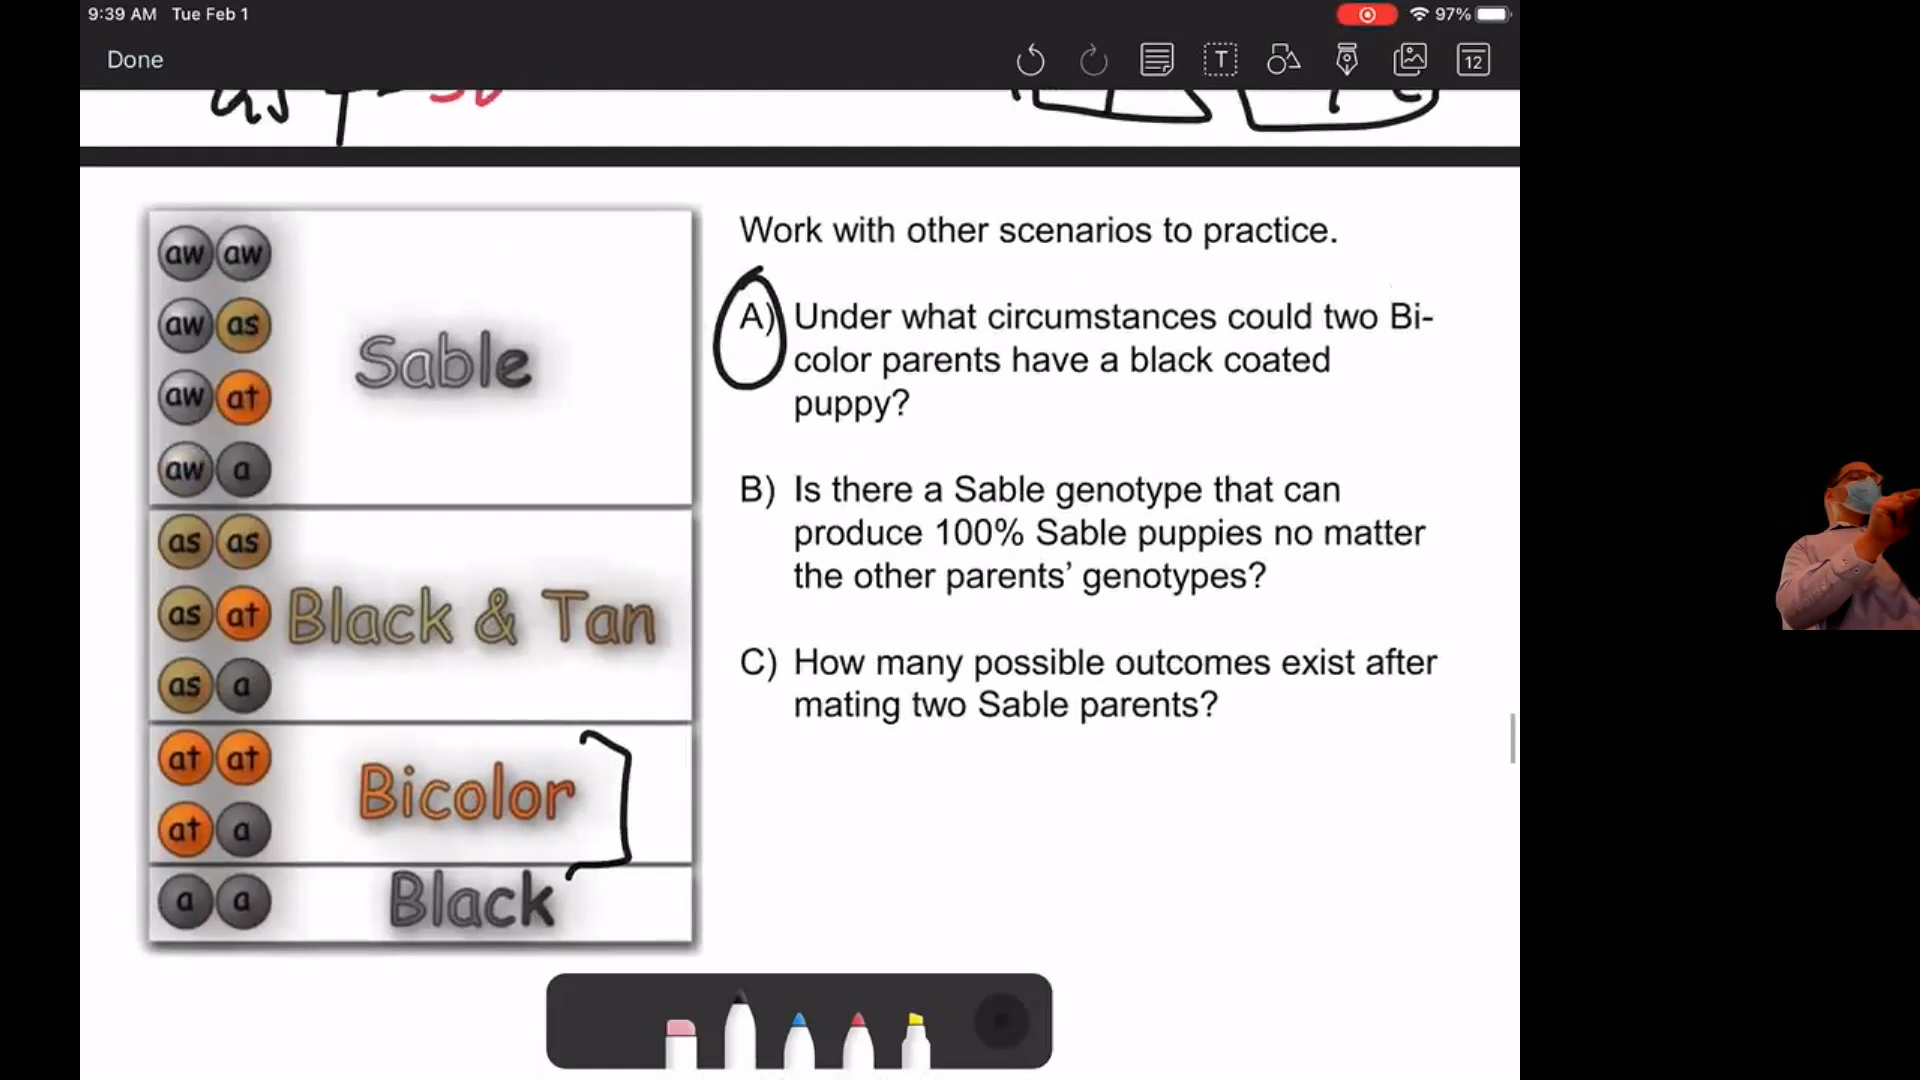 9:39 AM Tue Feb 1
97%
Done
T
12
as
aw aw
aw as
Sable
aw at
aw a
as as
as at
Black & Tan
as a
at at
Bicolor
at a
a a
Black
Work with other scenarios to practice.
A) Under what circumstances could two Bi-
color parents have a black coated
puppy?
B) Is there a Sable genotype that can
produce 100% Sable puppies no matter
the other parents’ genotypes?
C) How many possible outcomes exist after
mating two Sable parents?